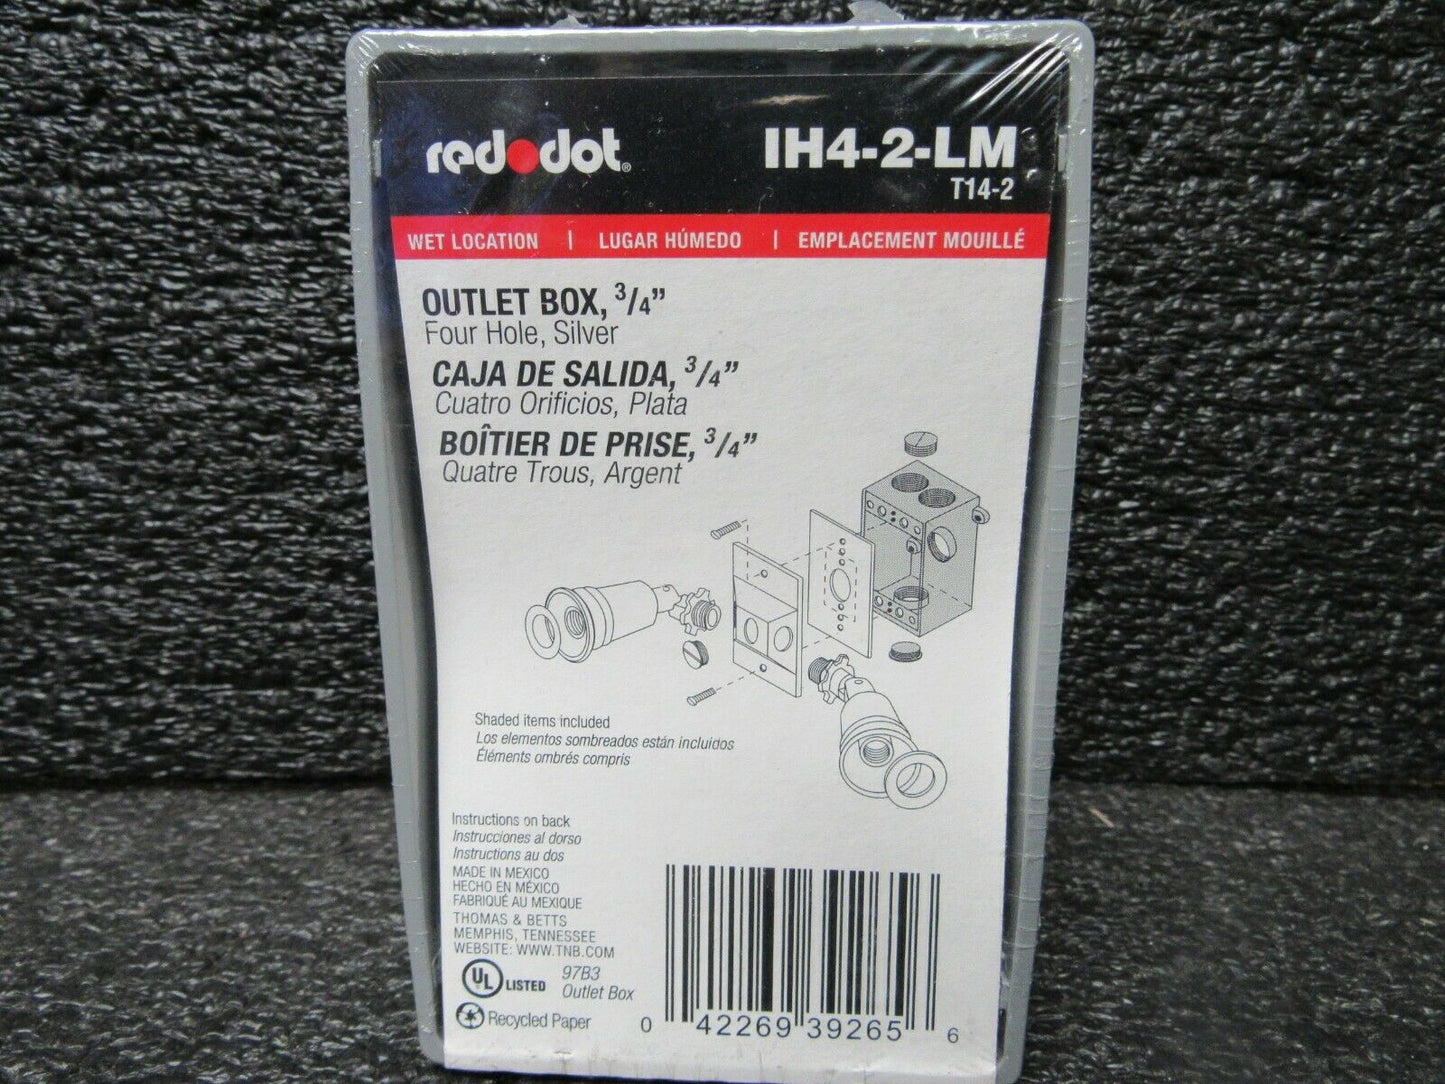 red•dot®
IH4-2-LM
T14-2
WET LOCATION | LUGAR HÚMEDO | EMPLACEMENT MOUILLÉ
OUTLET BOX, 3/4"
Four Hole, Silver
CAJA DE SALIDA, 3/4"
Cuatro Orificios, Plata
BOÎTIER DE PRISE, 3/4"
Quatre Trous, Argent
Shaded items included
Los elementos sombreados están incluidos
Éléments ombrés compris
Instructions on back
Instrucciones al dorso
Instructions au dos
MADE IN MEXICO
HECHO EN MÉXICO
FABRIQUÉ AU MEXIQUE
THOMAS & BETTS
MEMPHIS, TENNESSEE
WEBSITE: WWW.TNB.COM
UL LISTED
97B3
Outlet Box
Recycled Paper
0 42269 39265 6